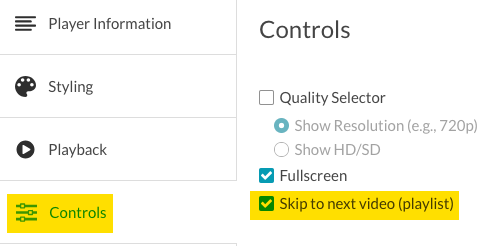 Player Information
Styling
Playback
Controls
Controls
Quality Selector
Show Resolution (e.g., 720p)
Show HD/SD
Fullscreen
Skip to next video (playlist)